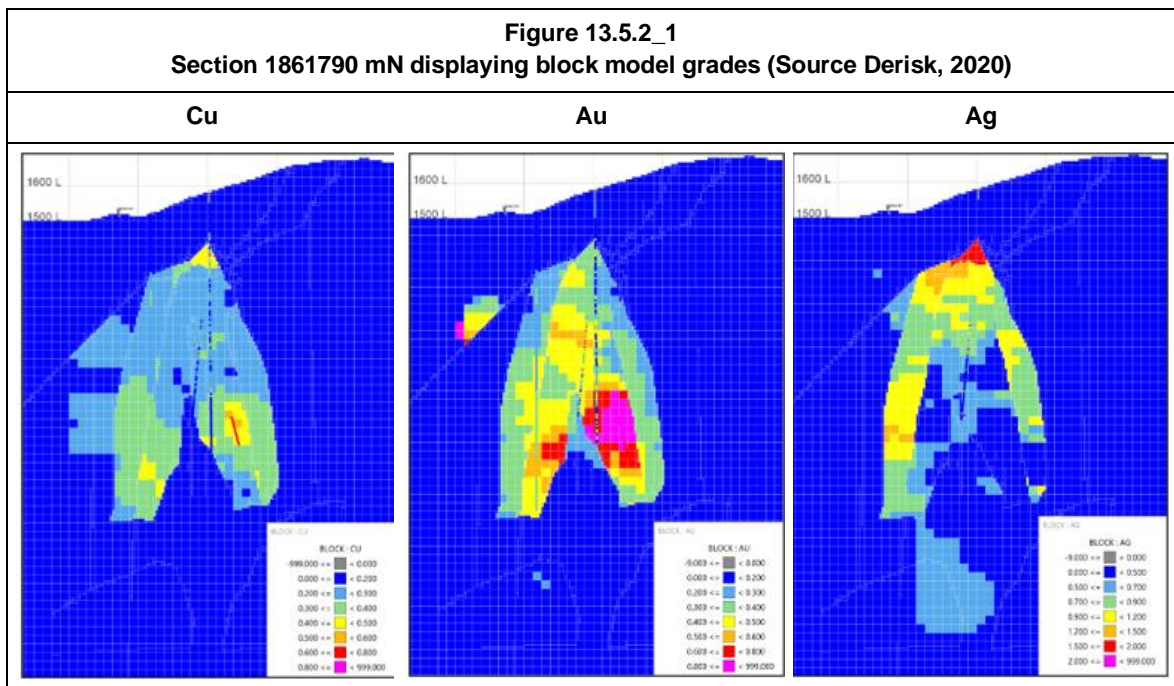 Figure 13.5.2_1
Section 1861790 mN displaying block model grades (Source Derisk, 2020)
Cu
Au
Ag
1600 L
1500 L
BLOCK : CU
BLOCK : CU
-999.000 <= < 0.000
0.000 <= < 0.200
0.200 <= < 0.300
0.300 <= < 0.400
0.400 <= < 0.500
0.500 <= < 0.600
0.600 <= < 0.800
0.800 <= < 999.000
1600 L
1500 L
BLOCK : AU
BLOCK : AU
-9.000 <= < 0.000
0.000 <= < 0.200
0.200 <= < 0.300
0.300 <= < 0.400
0.400 <= < 0.500
0.500 <= < 0.600
0.600 <= < 0.800
0.800 <= < 999.000
1600 L
1500 L
BLOCK : AG
BLOCK : AG
-9.000 <= < 0.000
0.000 <= < 0.500
0.500 <= < 0.700
0.700 <= < 0.900
0.900 <= < 1.200
1.200 <= < 1.500
1.500 <= < 2.000
2.000 <= < 999.000